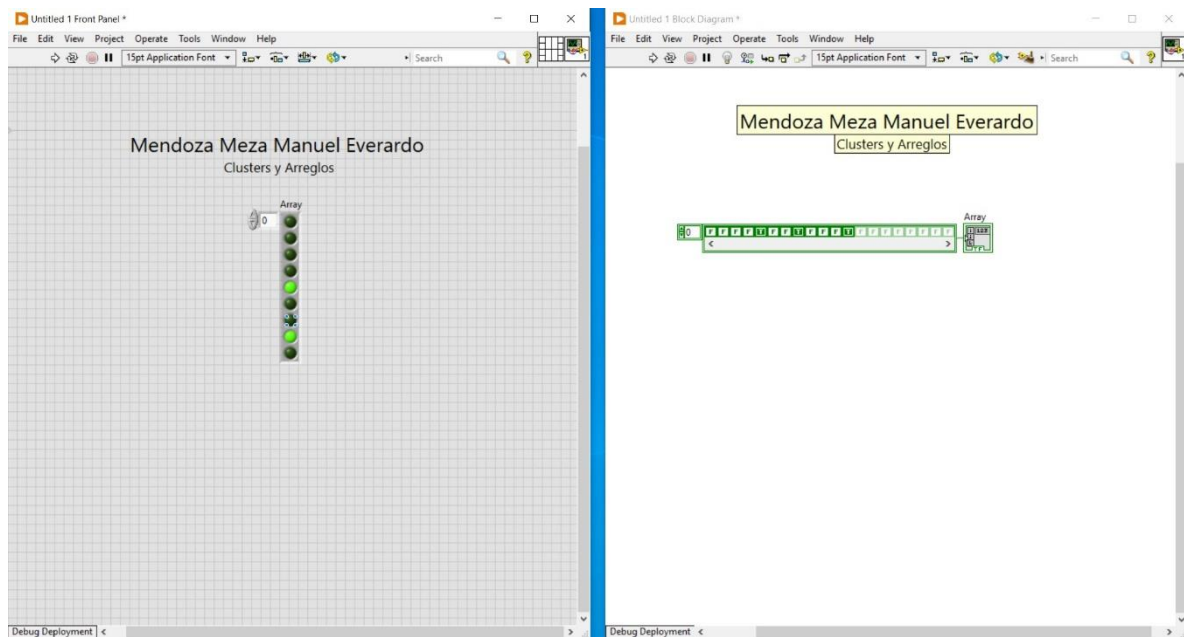 Untitled 1 Front Panel *
File Edit View Project Operate Tools Window Help
15pt Application Font
Search
Mendoza Meza Manuel Everardo
Clusters y Arreglos
Array
0
Debug Deployment
Untitled 1 Block Diagram *
File Edit View Project Operate Tools Window Help
15pt Application Font
Search
Mendoza Meza Manuel Everardo
Clusters y Arreglos
Array
0 F F F F T F F T F F F T F F F F F F F F
Debug Deployment